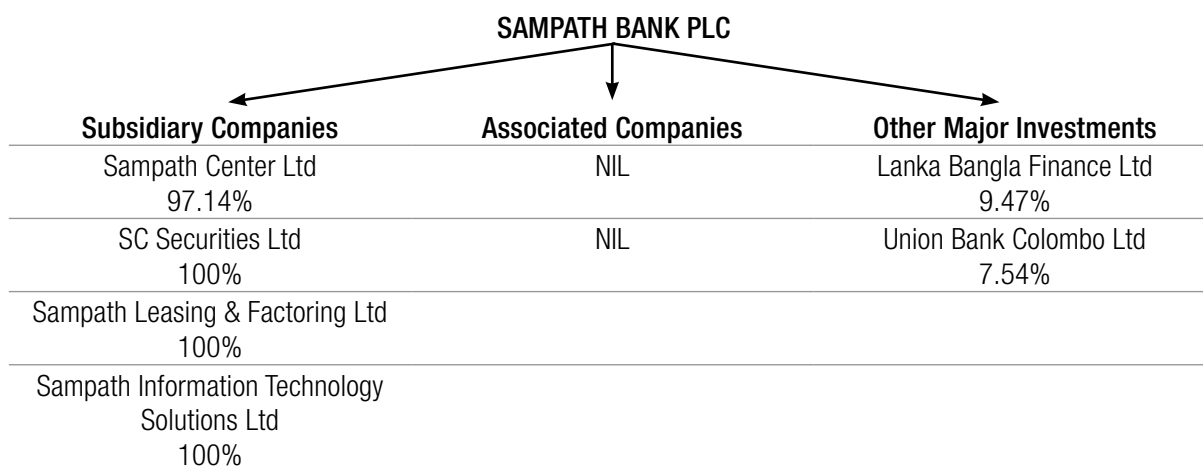 SAMPATH BANK PLC
Subsidiary Companies Associated Companies Other Major Investments
Sampath Center Ltd NIL Lanka Bangla Finance Ltd
97.14% 9.47%
SC Securities Ltd NIL Union Bank Colombo Ltd
100% 7.54%
Sampath Leasing & Factoring Ltd
100%
Sampath Information Technology
Solutions Ltd
100%